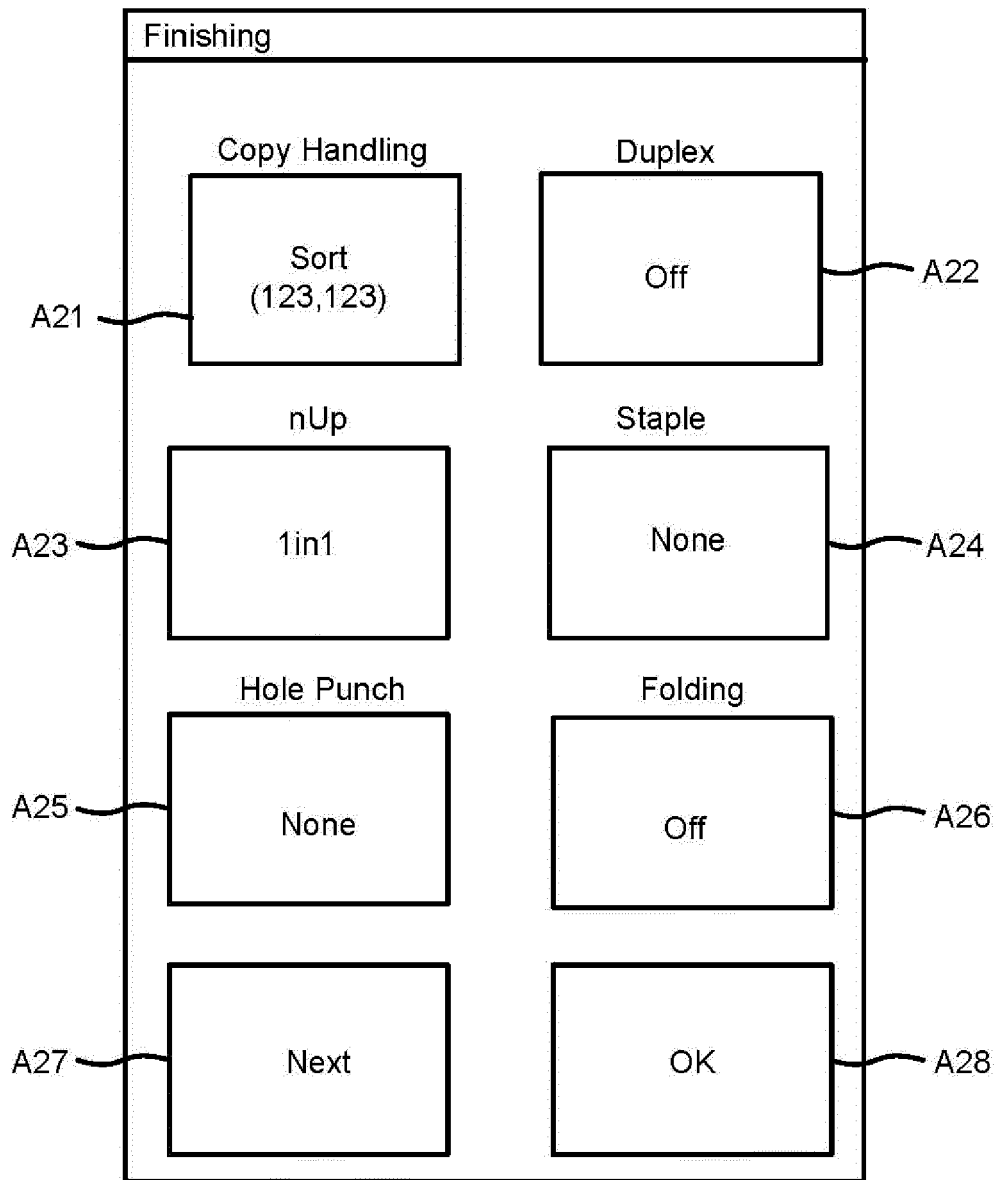 Finishing
Copy Handling
Duplex
Sort
(123,123)
Off
A21
A22
nUp
Staple
1in1
None
A23
A24
Hole Punch
Folding
None
Off
A25
A26
Next
OK
A27
A28